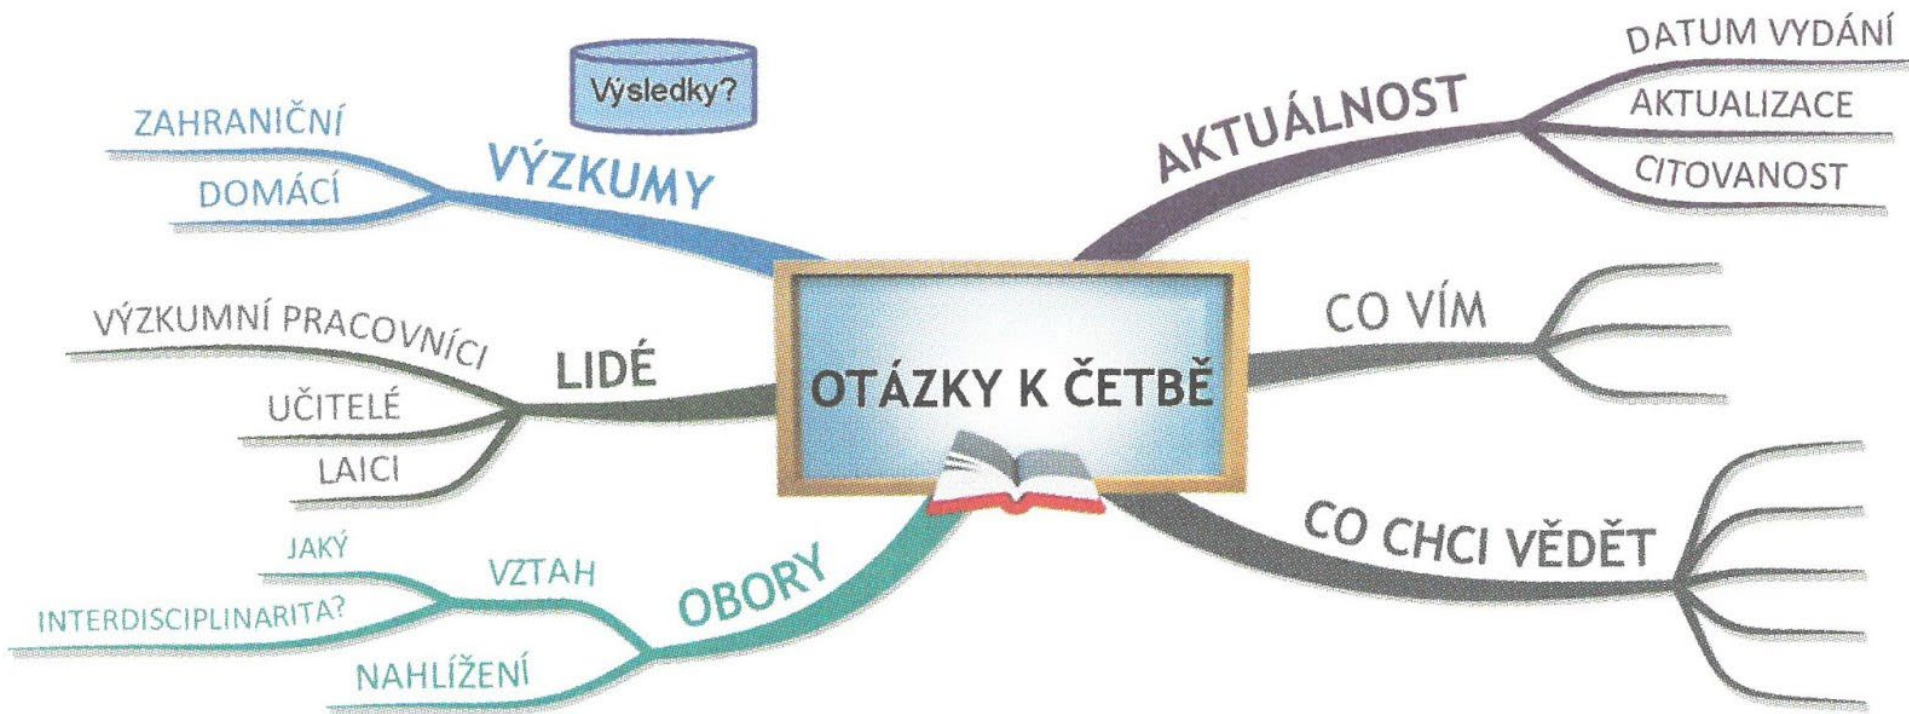 Výsledky?
ZAHRANIČNÍ
DOMÁCÍ
VÝZKUMY
VÝZKUMNÍ PRACOVNÍCI
UČITELÉ
LAICI
LIDÉ
JAKÝ
INTERDISCIPLINARITA?
VZTAH
NAHLÍŽENÍ
OBORY
OTÁZKY K ČETBĚ
AKTUÁLNOST
DATUM VYDÁNÍ
AKTUALIZACE
CITOVANOST
CO VÍM
CO CHCI VĚDĚT